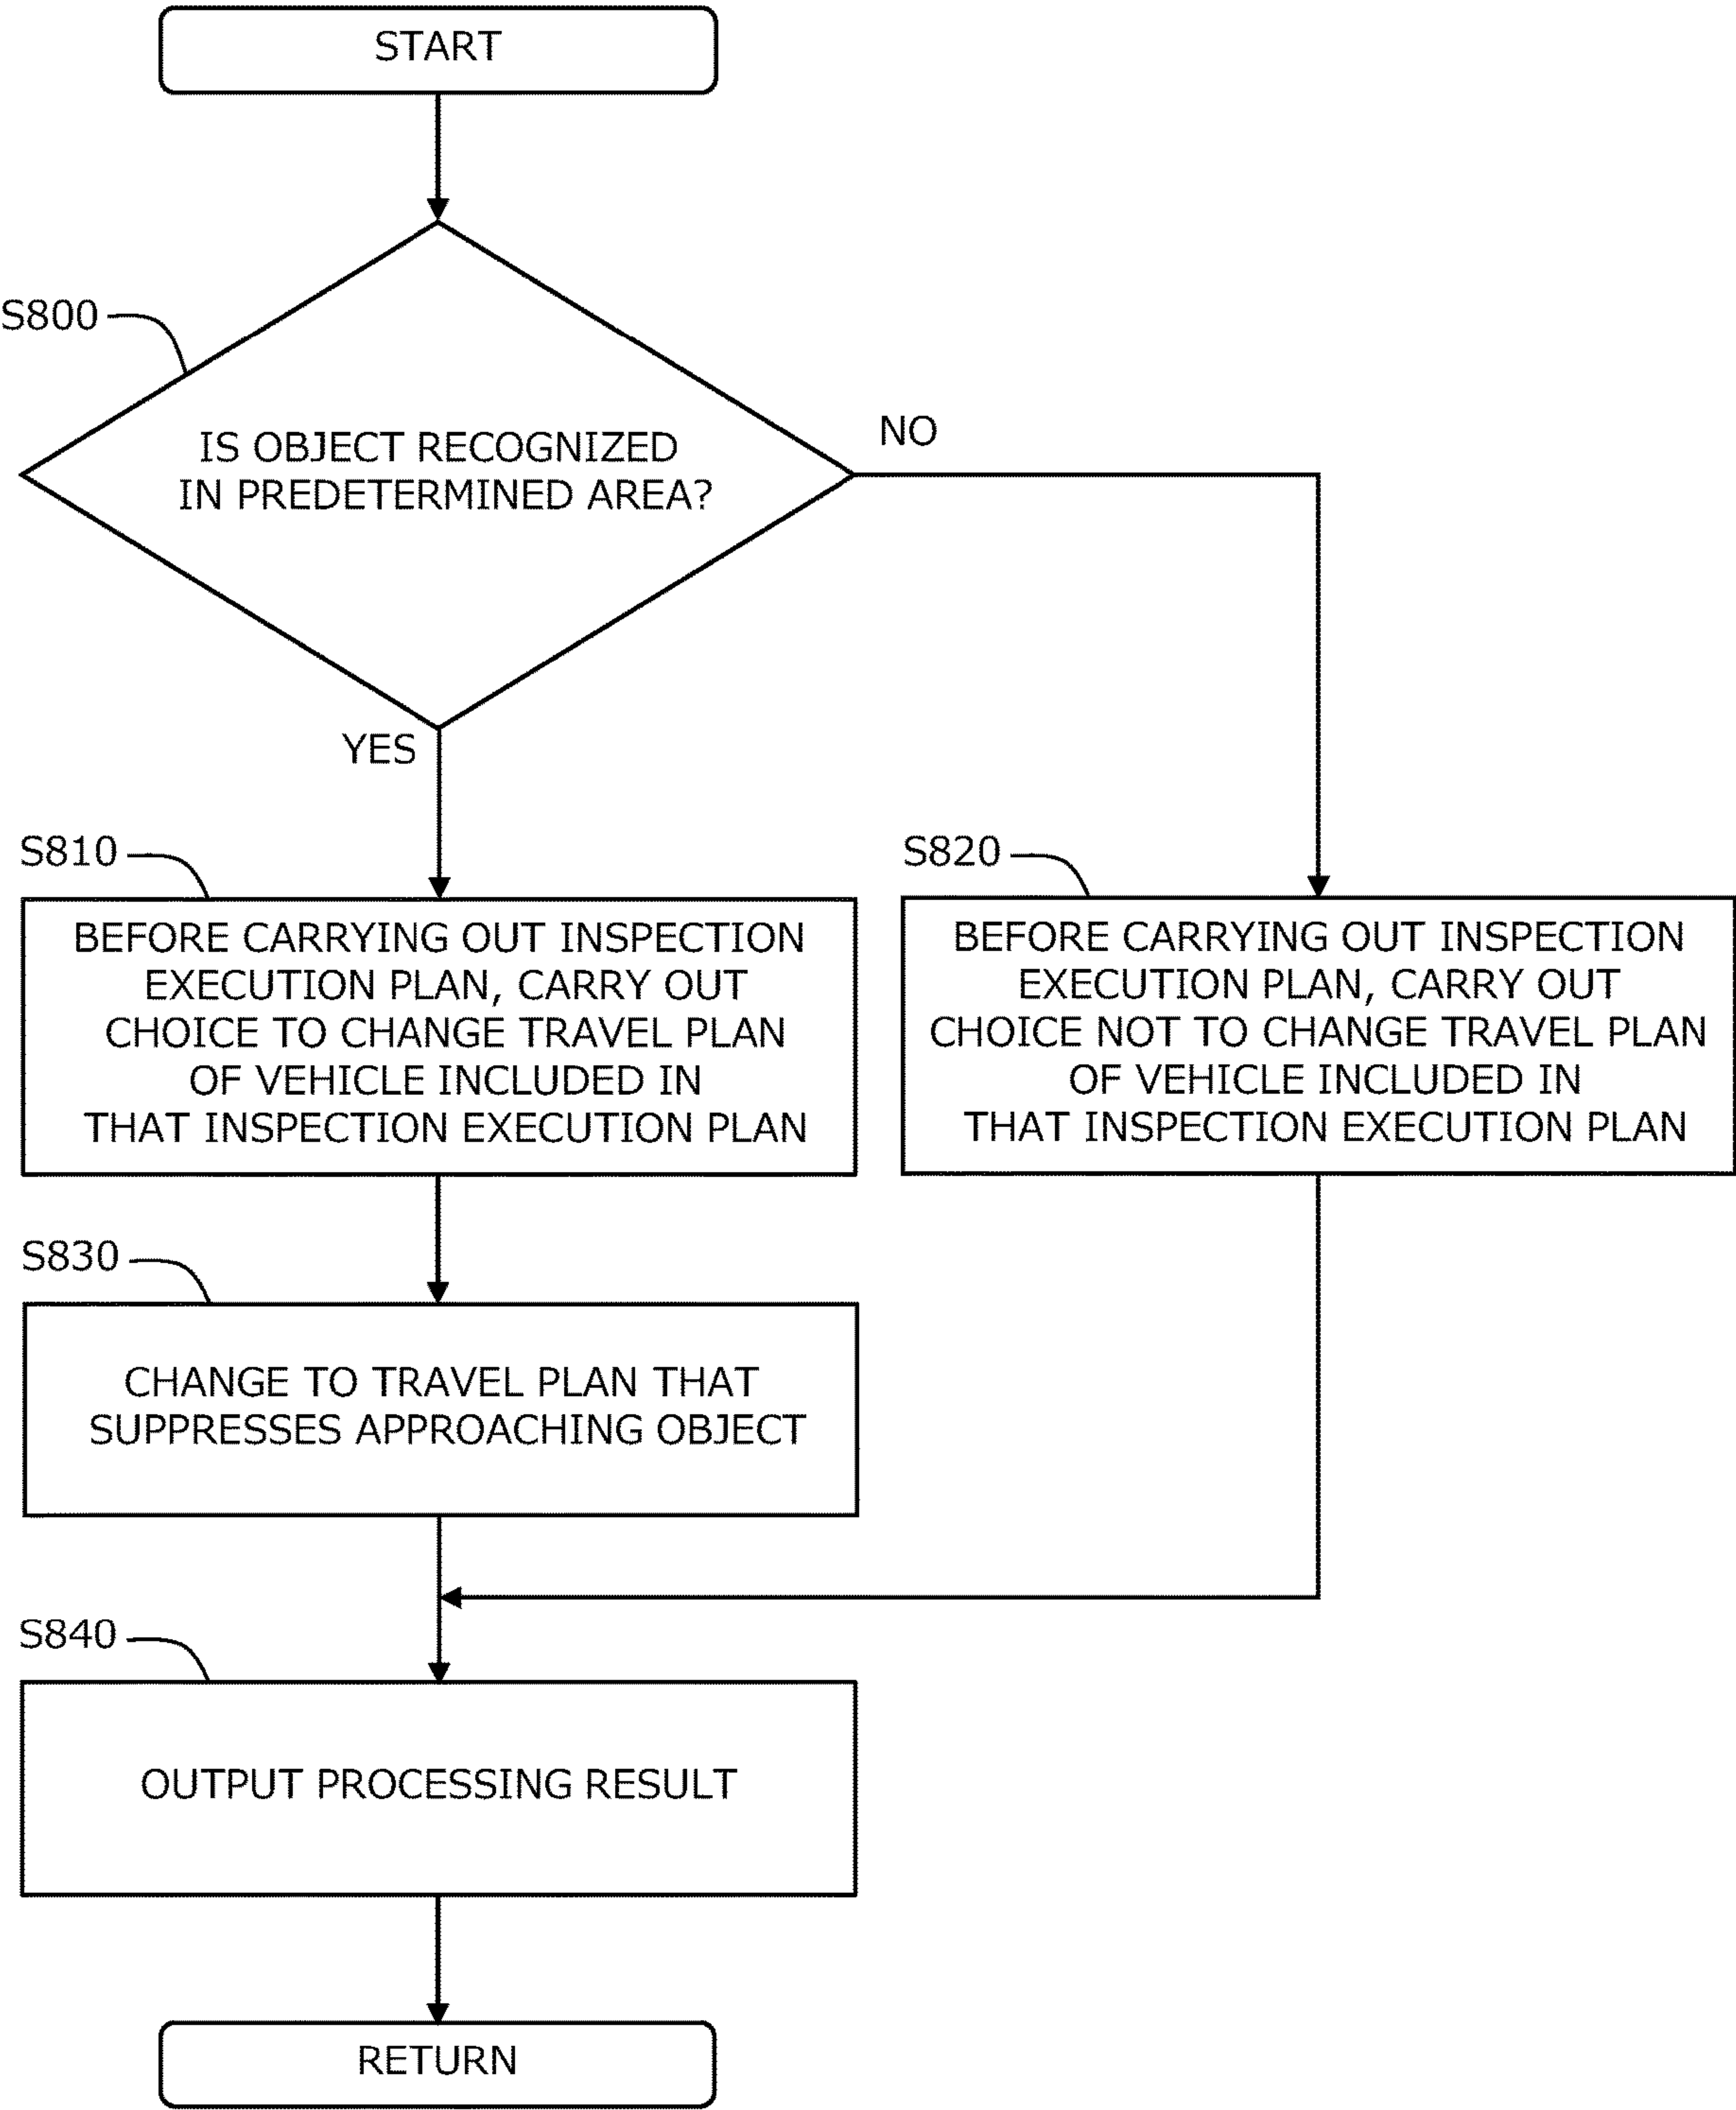 START
S800
IS OBJECT RECOGNIZED
IN PREDETERMINED AREA?
NO
YES
S810
BEFORE CARRYING OUT INSPECTION
EXECUTION PLAN, CARRY OUT
CHOICE TO CHANGE TRAVEL PLAN
OF VEHICLE INCLUDED IN
THAT INSPECTION EXECUTION PLAN
S820
BEFORE CARRYING OUT INSPECTION
EXECUTION PLAN, CARRY OUT
CHOICE NOT TO CHANGE TRAVEL PLAN
OF VEHICLE INCLUDED IN
THAT INSPECTION EXECUTION PLAN
S830
CHANGE TO TRAVEL PLAN THAT
SUPPRESSES APPROACHING OBJECT
S840
OUTPUT PROCESSING RESULT
RETURN